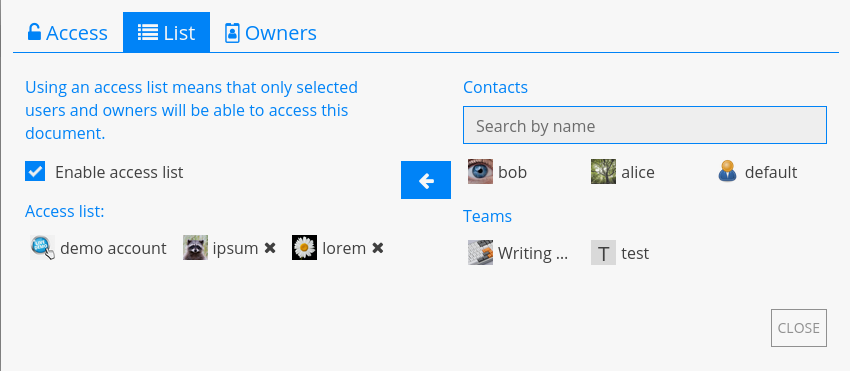 Access
List
Owners
Using an access list means that only selected
users and owners will be able to access this
document.
Enable access list
Access list:
demo account
ipsum
lorem
Contacts
Search by name
bob
alice
default
Teams
Writing ...
T
test
CLOSE